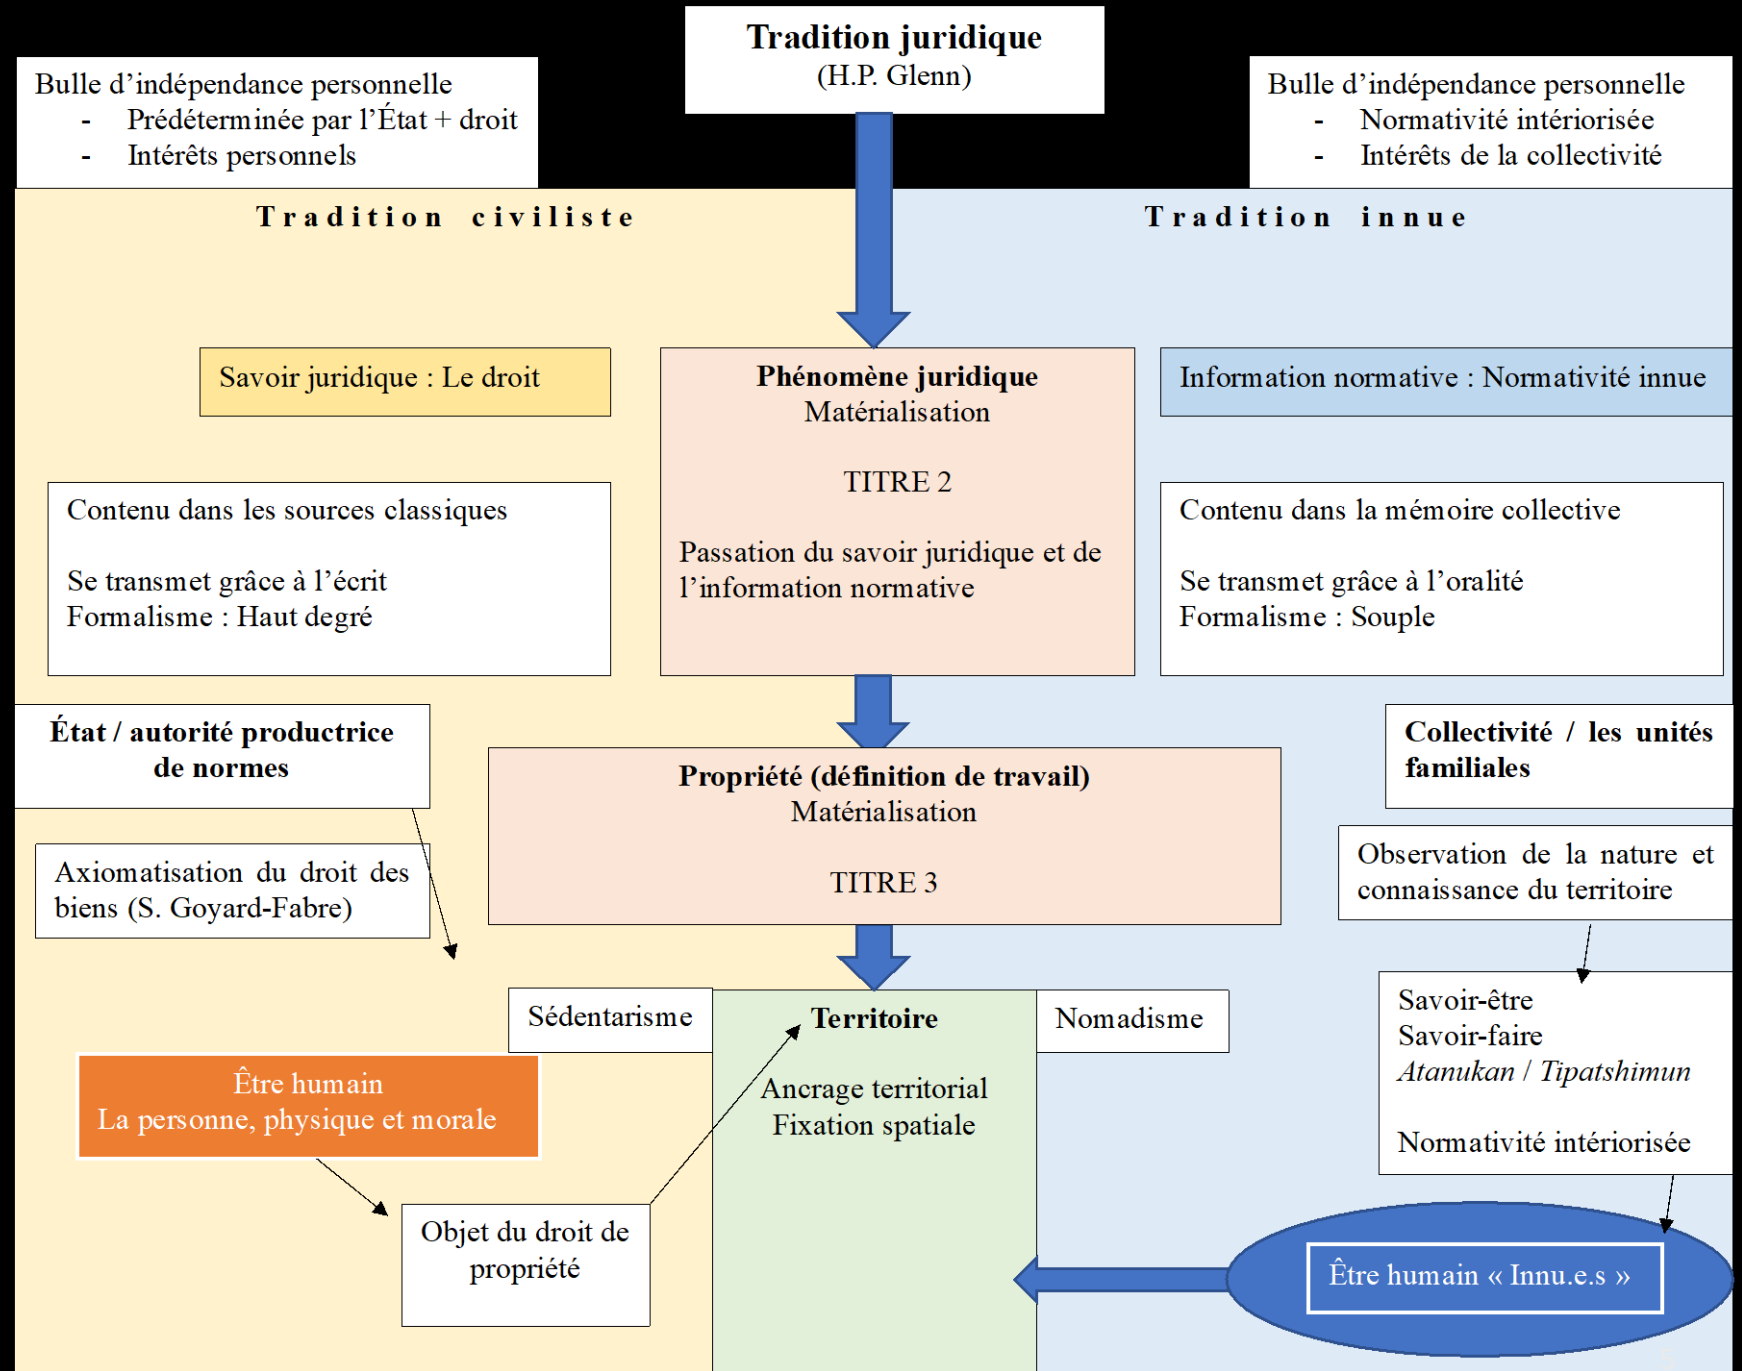 Tradition juridique
(H.P. Glenn)
Bulle d’indépendance personnelle
- Prédéterminée par l’État + droit
- Intérêts personnels
Bulle d’indépendance personnelle
- Normativité intériorisée
- Intérêts de la collectivité
Tradition civiliste
Tradition innue
Savoir juridique : Le droit
Phénomène juridique
Matérialisation
TITRE 2
Passation du savoir juridique et de
l’information normative
Information normative : Normativité innue
Contenu dans les sources classiques
Se transmet grâce à l’écrit
Formalisme : Haut degré
Contenu dans la mémoire collective
Se transmet grâce à l’oralité
Formalisme : Souple
État / autorité productrice
de normes
Propriété (définition de travail)
Matérialisation
TITRE 3
Collectivité / les unités
familiales
Axiomatisation du droit des
biens (S. Goyard-Fabre)
Observation de la nature et
connaissance du territoire
Sédentarisme
Territoire
Ancrage territorial
Fixation spatiale
Nomadisme
Savoir-être
Savoir-faire
Atanukan / Tipatshimun
Normativité intériorisée
Être humain
La personne, physique et morale
Objet du droit de
propriété
Être humain « Innu.e.s »